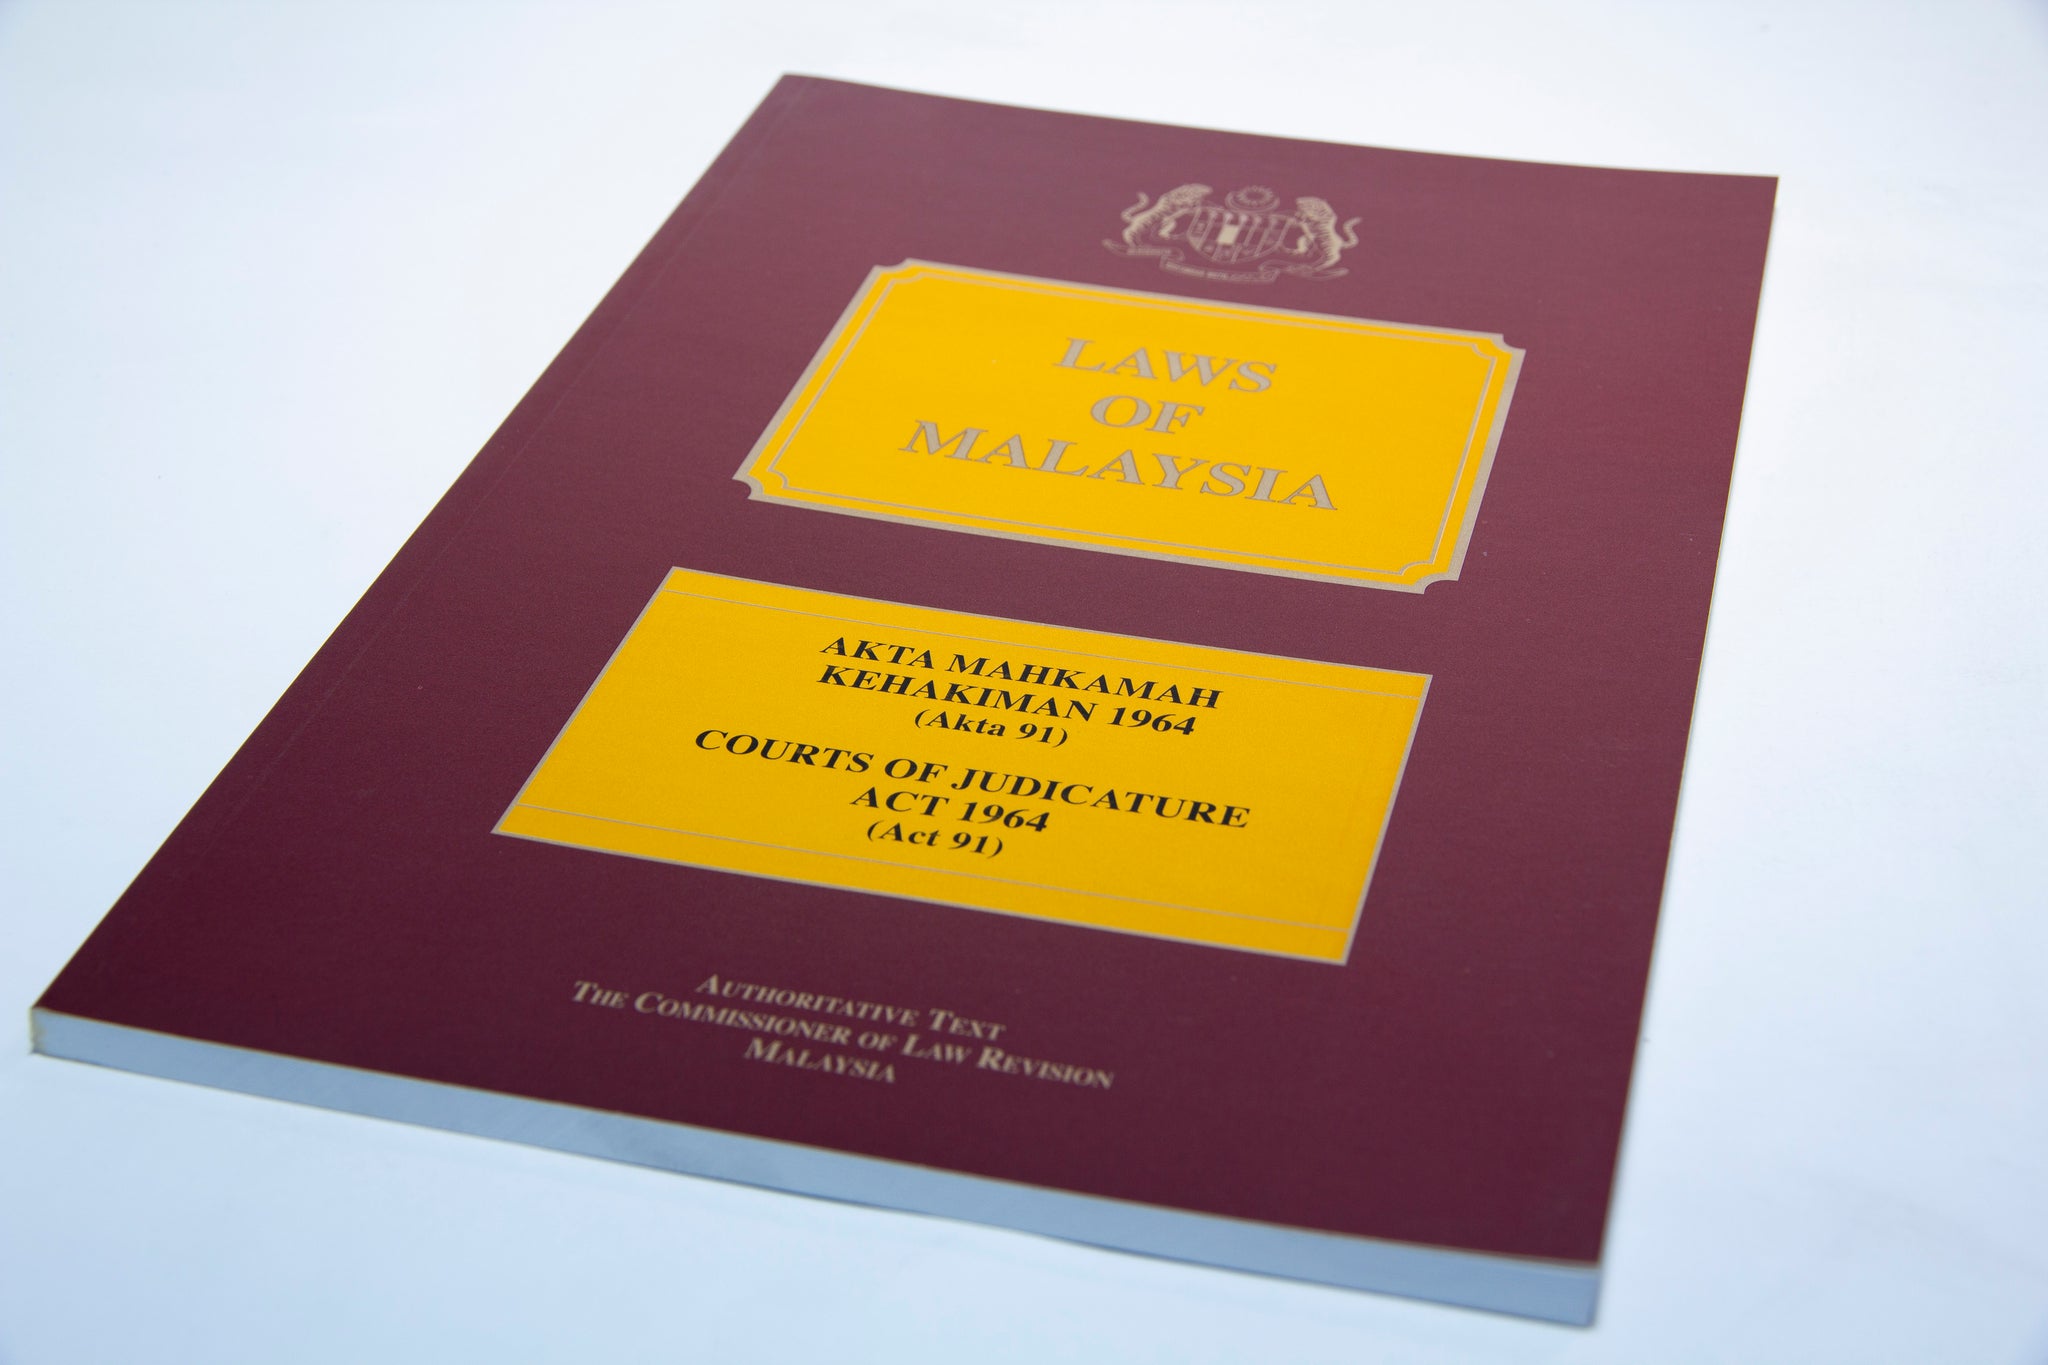 LAWS
OF
MALAYSIA
AKTA MAHKAMAH
KEHAKIMAN 1964
(Akta 91)
COURTS OF JUDICATURE
ACT 1964
(Act 91)
AUTHORITATIVE TEXT
THE COMMISSIONER OF LAW REVISION
MALAYSIA